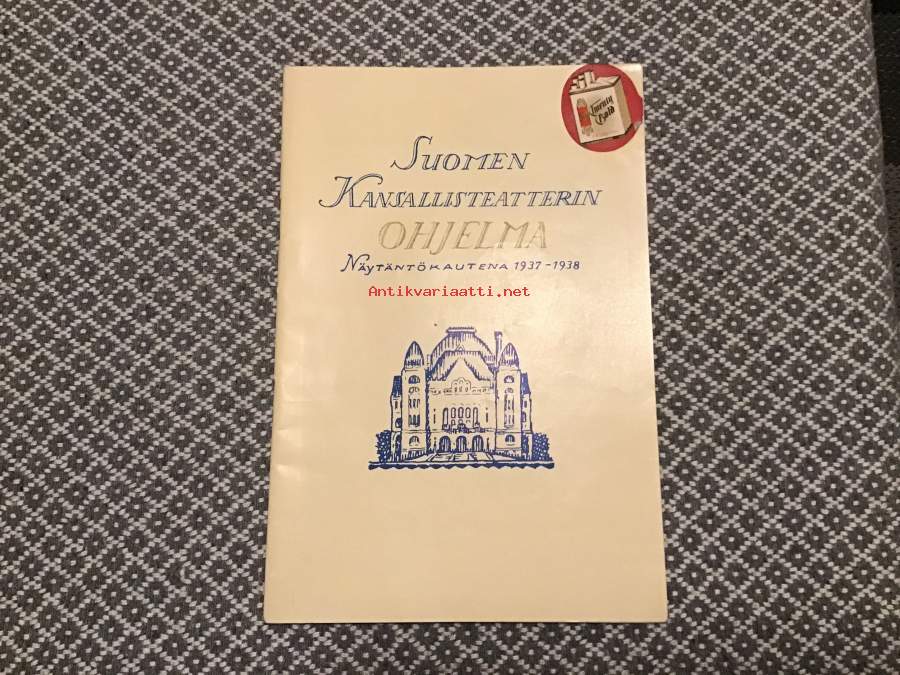 SUOMEN
KANSALLISTEATTERIN
OHJELMA
NÄYTÄNTÖKAUTENA 1937-1938
Antikvariaatti.net